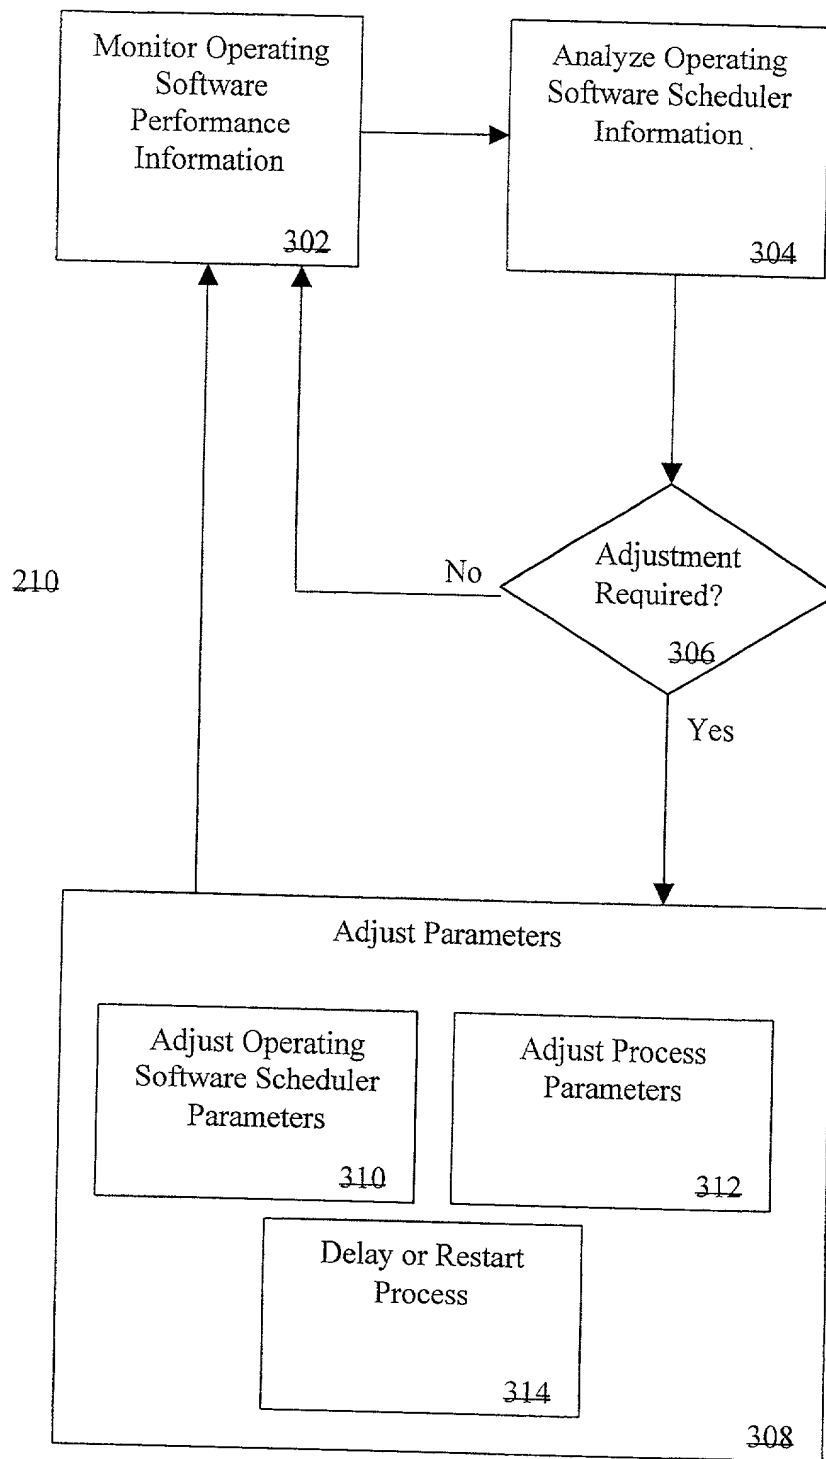 Monitor Operating
Software
Performance
Information
302
Analyze Operating
Software Scheduler
Information
304
210
No
Adjustment
Required?
306
Yes
Adjust Parameters
Adjust Operating
Software Scheduler
Parameters
310
Adjust Process
Parameters
312
Delay or Restart
Process
314
308